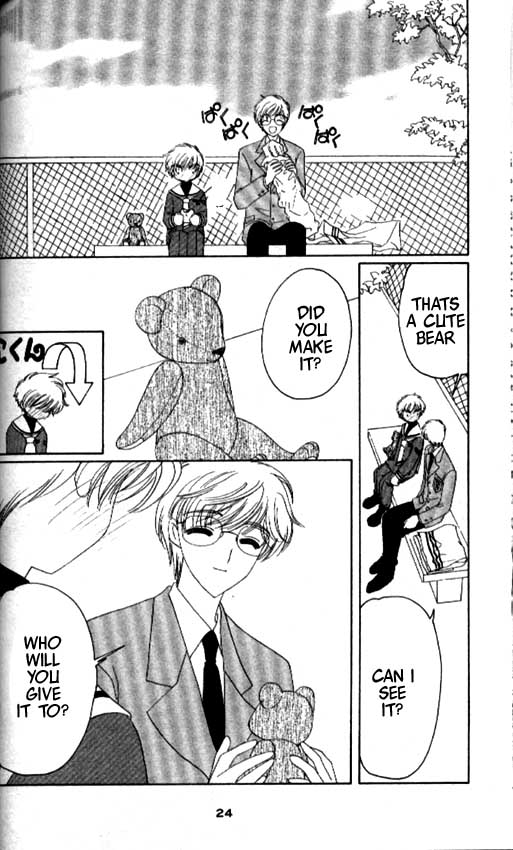 ぱく
ぱく
ぱく
ぱく
THATS
A CUTE
BEAR
CAN I
SEE
IT?
DID
YOU
MAKE
IT?
WHO
WILL
YOU
GIVE
IT TO?
24